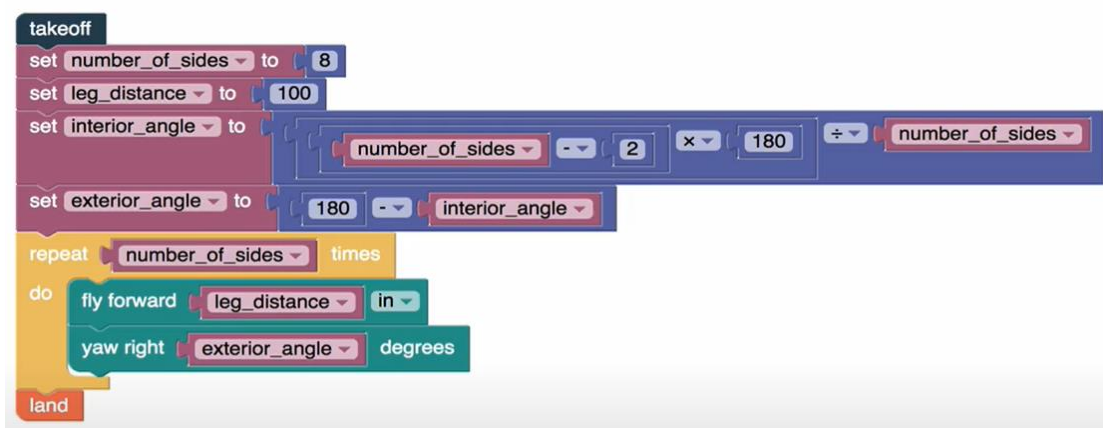 takeoff
set number_of_sides to 8
set leg_distance to 100
set interior_angle to number_of_sides - 2 × 180 ÷ number_of_sides
set exterior_angle to 180 - interior_angle
repeat number_of_sides times
do fly forward leg_distance in
yaw right exterior_angle degrees
land